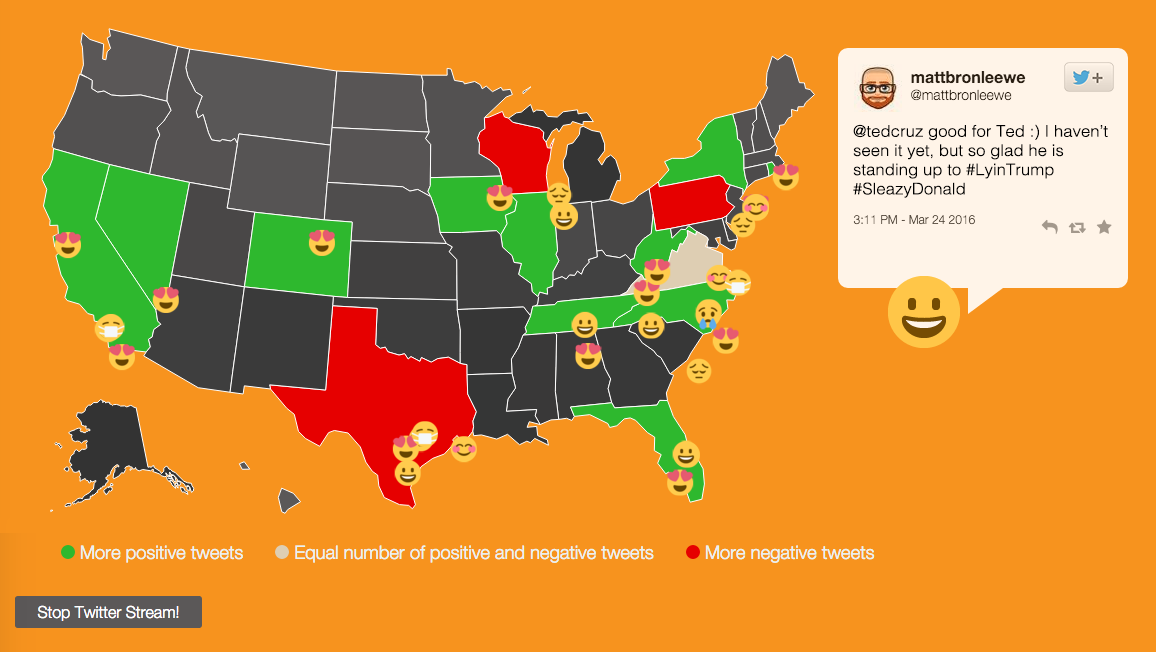 mattbronleewe
@mattbronleewe
@tedcruz good for Ted :) I haven't
seen it yet, but so glad he is
standing up to #LyinTrump
#SleazyDonald
3:11 PM - Mar 24 2016
More positive tweets
Equal number of positive and negative tweets
More negative tweets
Stop Twitter Stream!